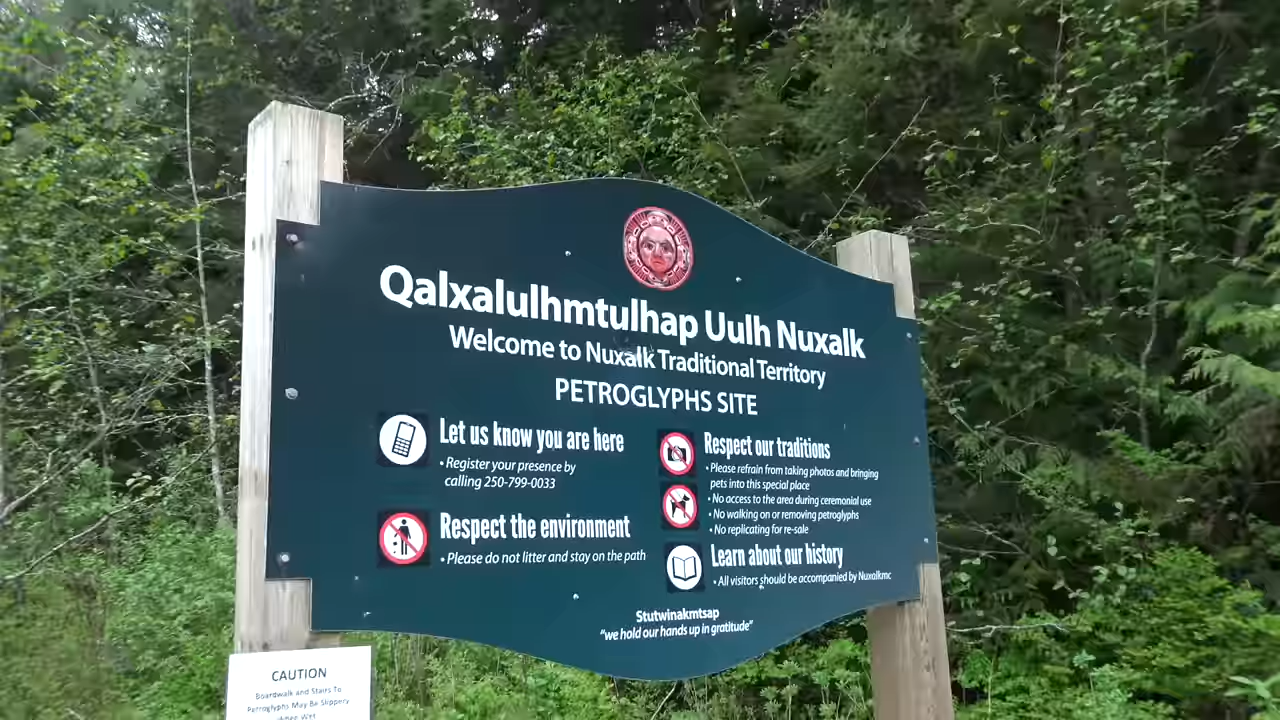 Qalxalulhmtulhap Uulh Nuxalk
Welcome to Nuxalk Traditional Territory
PETROGLYPHS SITE
Let us know you are here
• Register your presence by
calling 250-799-0033
Respect the environment
• Please do not litter and stay on the path
Respect our traditions
• Please refrain from taking photos and bringing
pets into this special place
• No access to the area during ceremonial use
• No walking on or removing petroglyphs
• No replicating for re-sale
Learn about our history
• All visitors should be accompanied by Nuxalkmc
Stutwinakmtsap
"we hold our hands up in gratitude"
CAUTION
Boardwalk and Stairs To
Petroglyphs May Be Slippery
When Wet